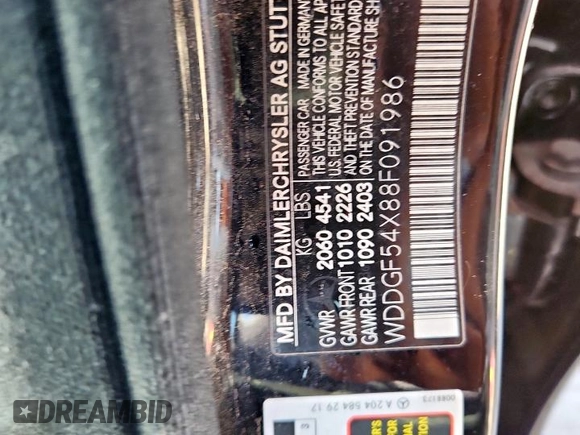 MFD BY DAIMLERCHRYSLER AG STUTT
PASSENGER CAR MADE IN GERMANY
KG LBS THIS VEHICLE CONFORMS TO ALL AP
GVWR 2060 4541 U.S. FEDERAL MOTOR VEHICLE SAFE
GAWR FRONT 1010 2226 AND THEFT PREVENTION STANDARD
GAWR REAR 1090 2403 ON THE DATE OF MANUFACTURE SH
WDDGF54X88F091986
A 204 584 29 17
DREAMBID